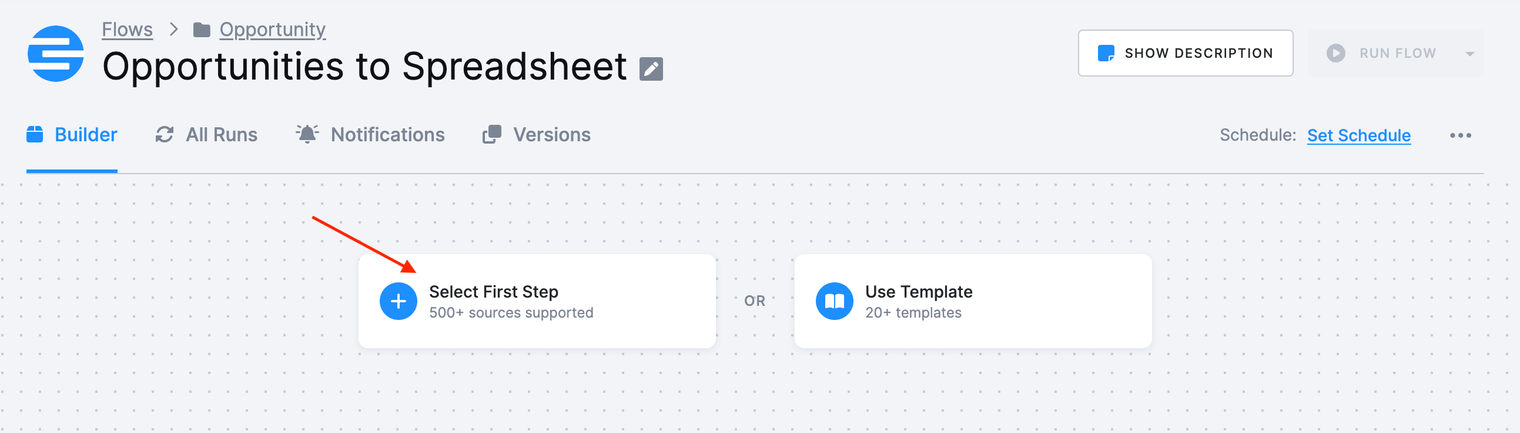 Flows > Opportunity
Opportunities to Spreadsheet
SHOW DESCRIPTION
RUN FLOW
Builder
All Runs
Notifications
Versions
Schedule: Set Schedule
Select First Step
500+ sources supported
OR
Use Template
20+ templates